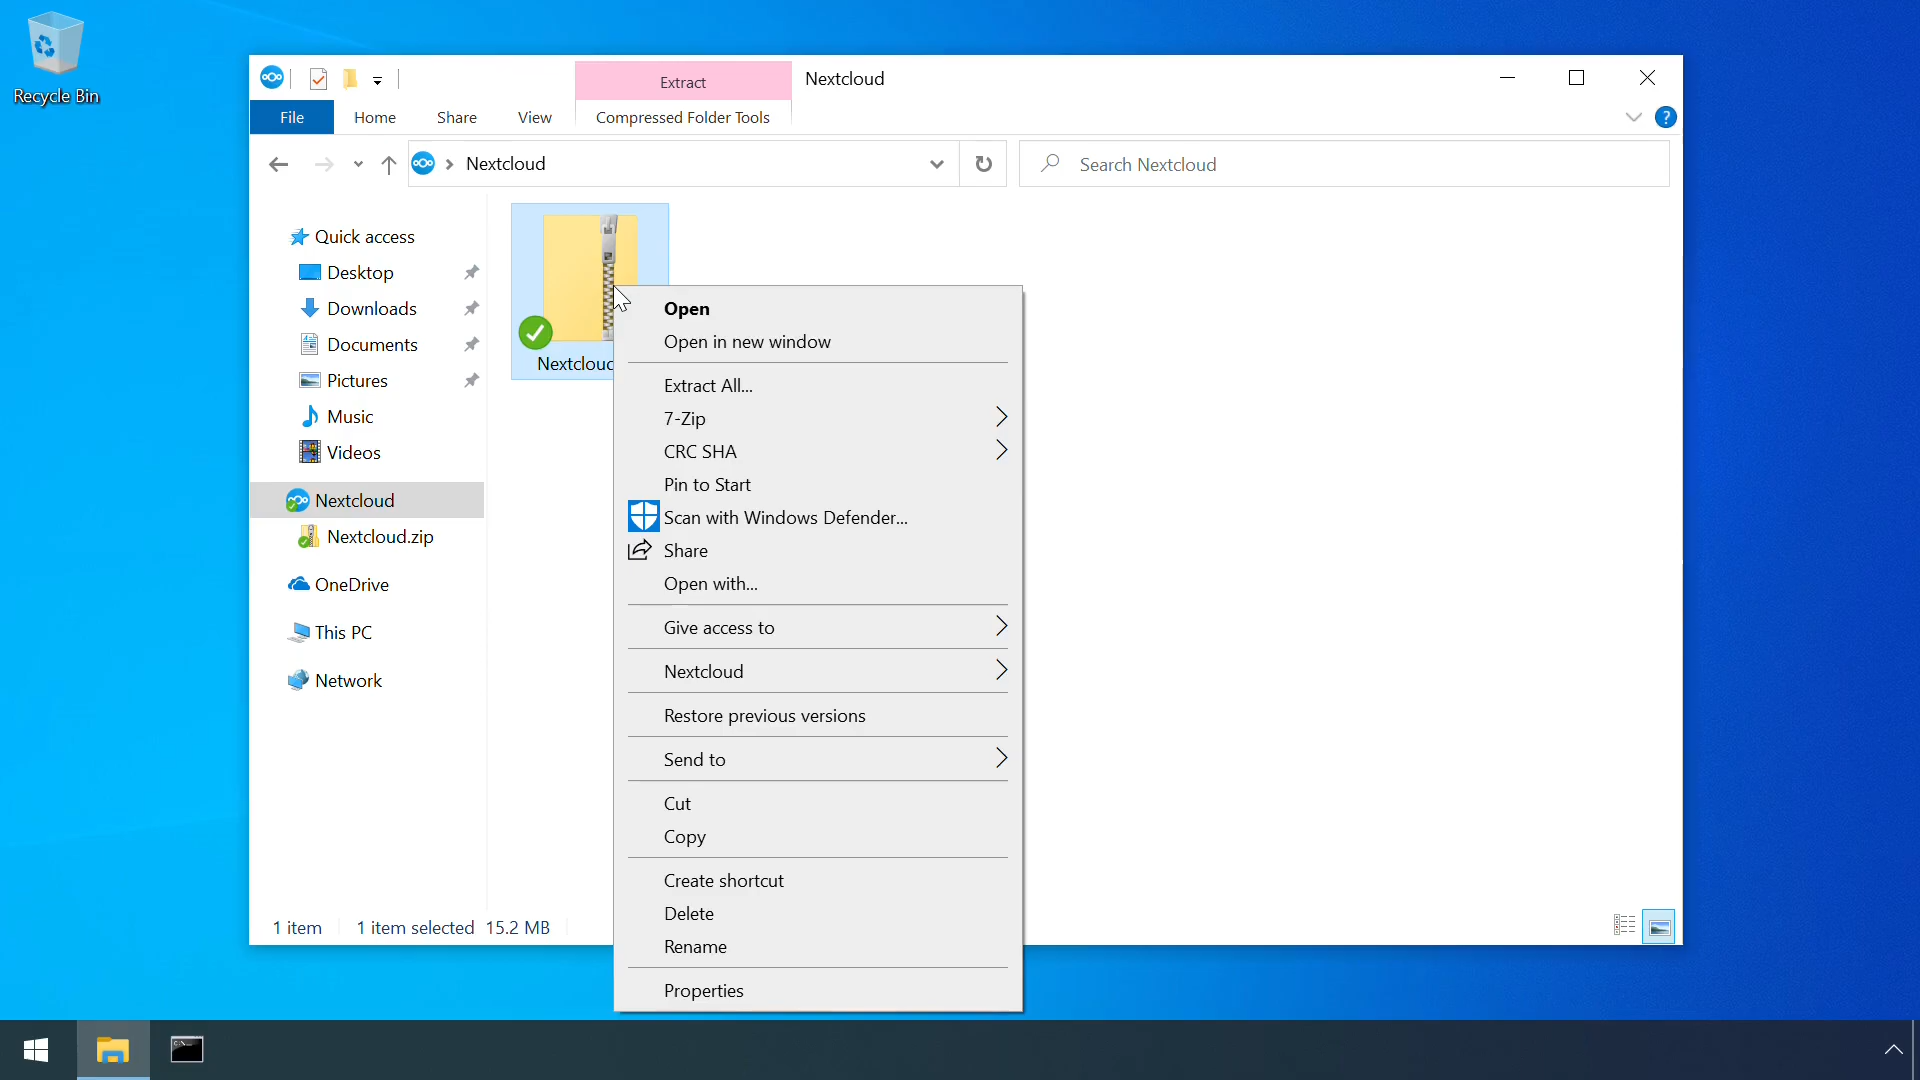 Recycle Bin
Extract
Nextcloud
File
Home
Share
View
Compressed Folder Tools
?
Nextcloud
Search Nextcloud
Quick access
Desktop
Downloads
Documents
Pictures
Music
Videos
Nextcloud
Nextcloud.zip
OneDrive
This PC
Network
Nextcloud
Open
Open in new window
Extract All...
7-Zip
CRC SHA
Pin to Start
Scan with Windows Defender...
Share
Open with...
Give access to
Nextcloud
Restore previous versions
Send to
Cut
Copy
Create shortcut
Delete
Rename
Properties
1 item
1 item selected 15.2 MB